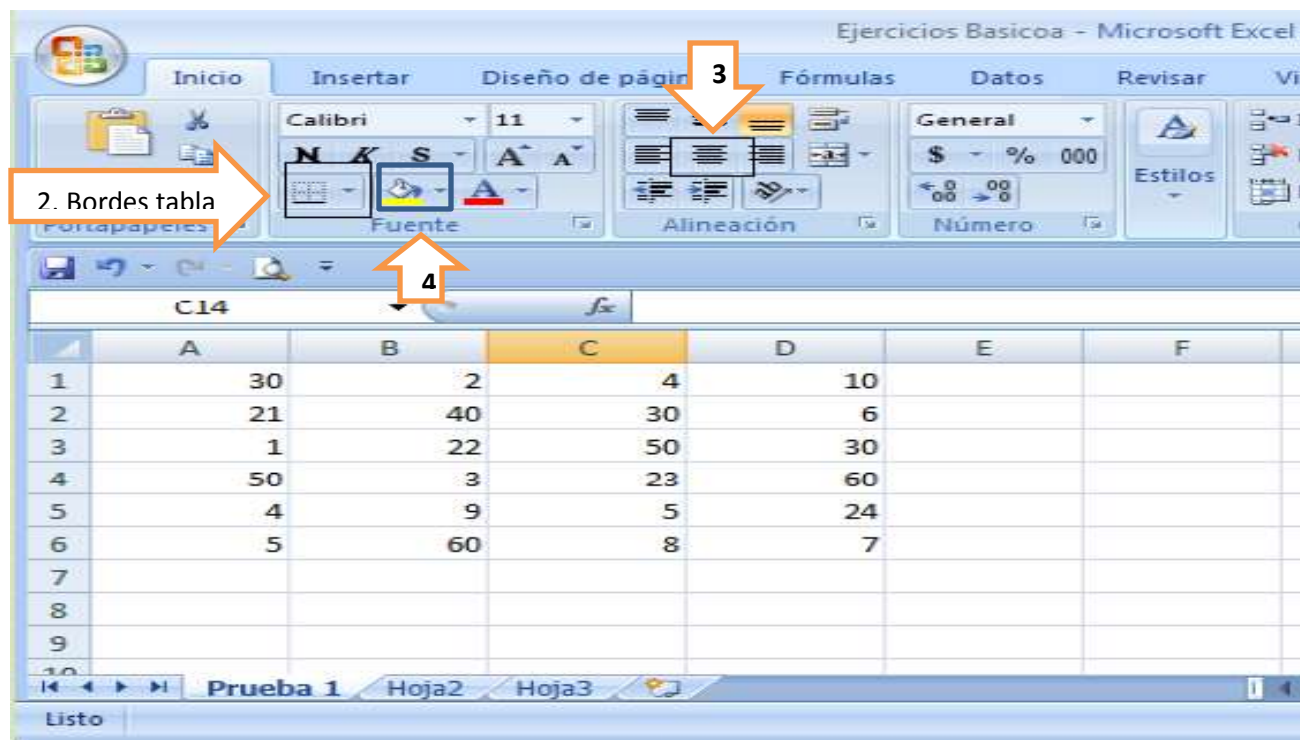 Ejercicios Basicoa - Microsoft Excel
Inicio Insertar Diseño de págin 3 Fórmulas Datos Revisar Vi
Calibri 11 General
N K S A A $ % 000
Estilos
2. Bordes tabla
A
Portapapeles Fuente Alineación Número
4
C14 fx
A B C D E F
1 30 2 4 10
2 21 40 30 6
3 1 22 50 30
4 50 3 23 60
5 4 9 5 24
6 5 60 8 7
7
8
9
10
Prueba 1 Hoja2 Hoja3
Listo